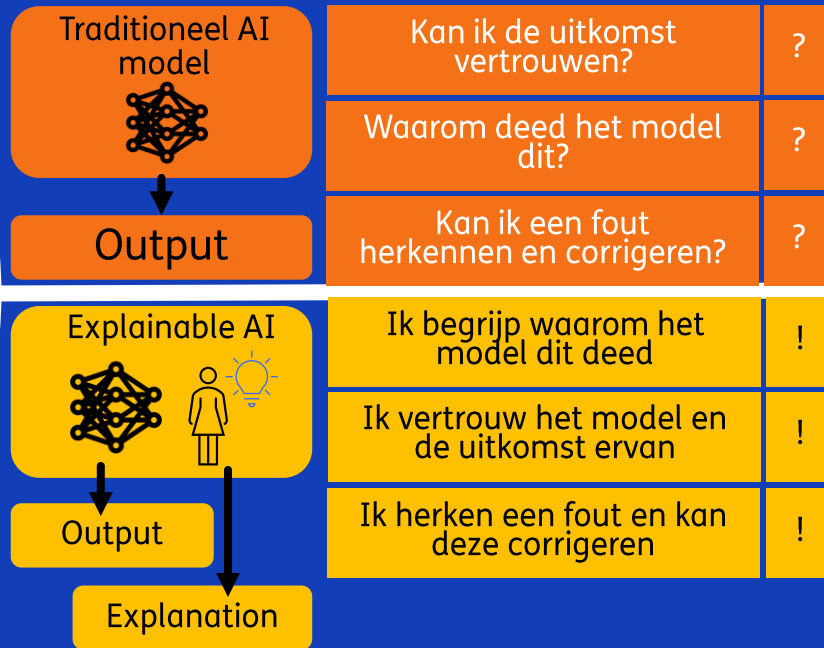 Traditioneel AI
model
Output
Kan ik de uitkomst
vertrouwen?
?
Waarom deed het model
dit?
?
Kan ik een fout
herkennen en corrigeren?
?
Explainable AI
Output
Explanation
Ik begrijp waarom het
model dit deed
!
Ik vertrouw het model en
de uitkomst ervan
!
Ik herken een fout en kan
deze corrigeren
!